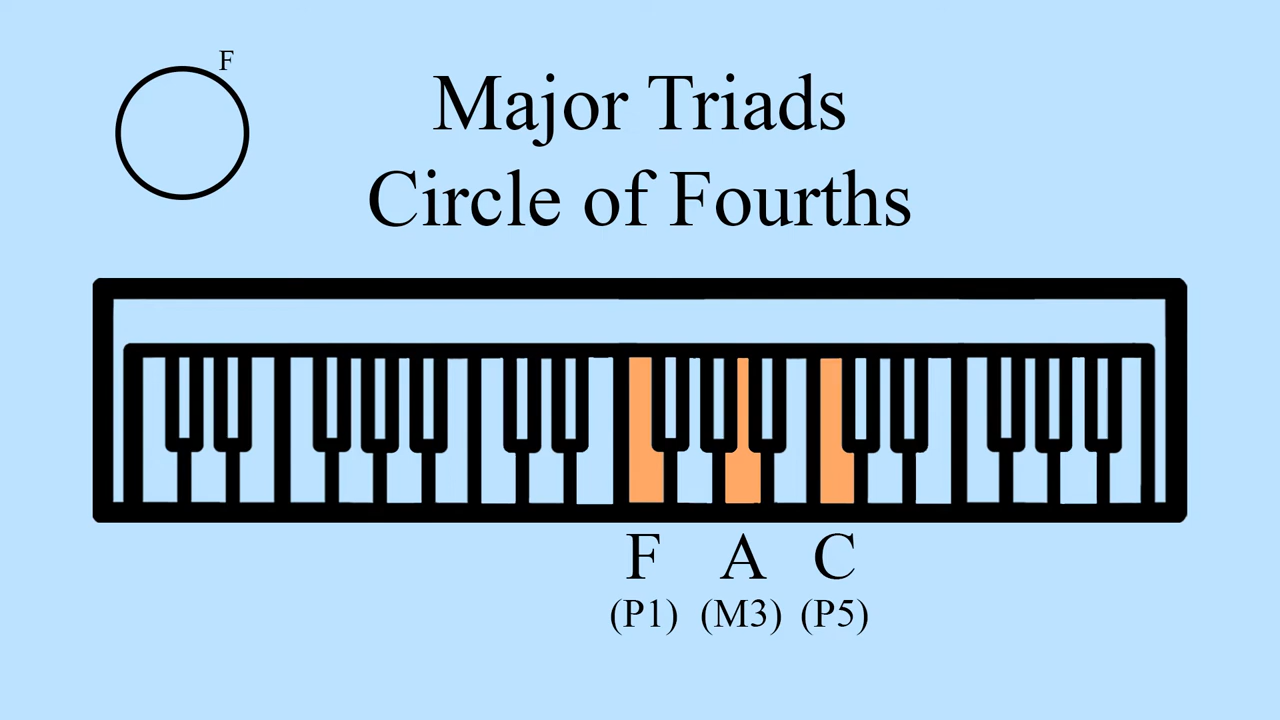 F
Major Triads
Circle of Fourths
F A C
(P1) (M3) (P5)